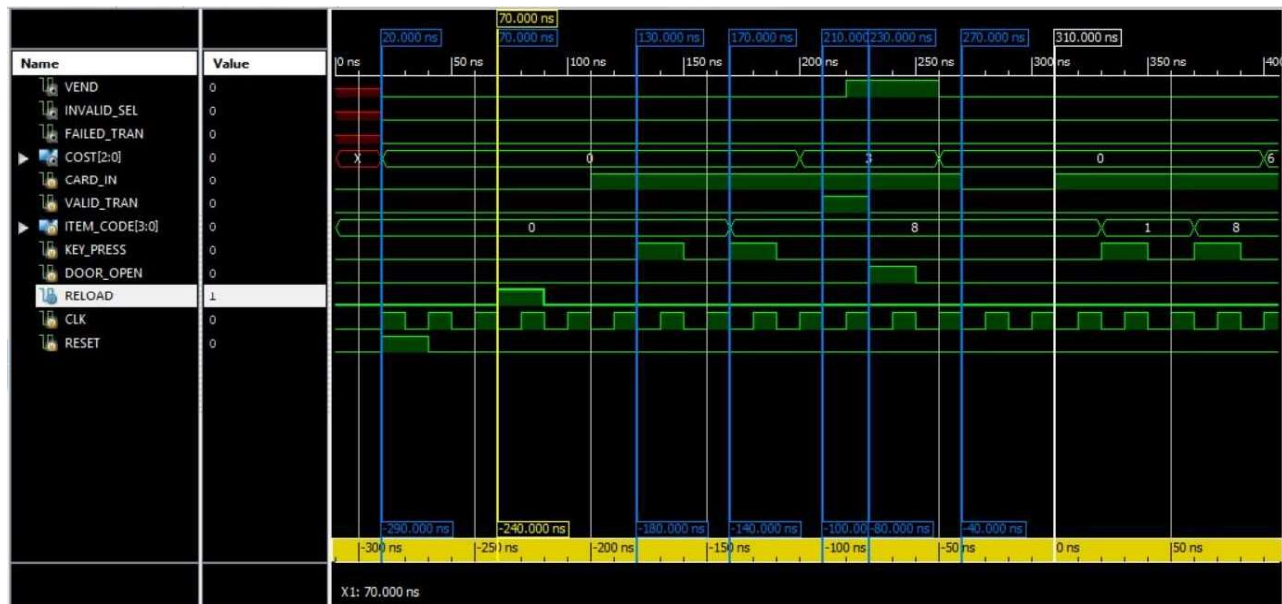 70.000 ns
20.000 ns 70.000 ns 130.000 ns 170.000 ns 210.000 230.000 ns 270.000 ns 310.000 ns
Name Value 0 ns 50 ns 100 ns 150 ns 200 ns 250 ns 300 ns 350 ns 400
VEND 0
INVALID_SEL 0
FAILED_TRAN 0
COST[2:0] 0 X 0 3 0 6
CARD_IN 0
VALID_TRAN 0
ITEM_CODE[3:0] 0 0 8 1 8
KEY_PRESS 0
DOOR_OPEN 0
RELOAD 1
CLK 0
RESET 0
-290.000 ns -240.000 ns -180.000 ns -140.000 ns -100.00 -80.000 ns -40.000 ns
-300 ns -250 ns -200 ns -150 ns -100 ns -50 ns 0 ns 50 ns
X1: 70.000 ns